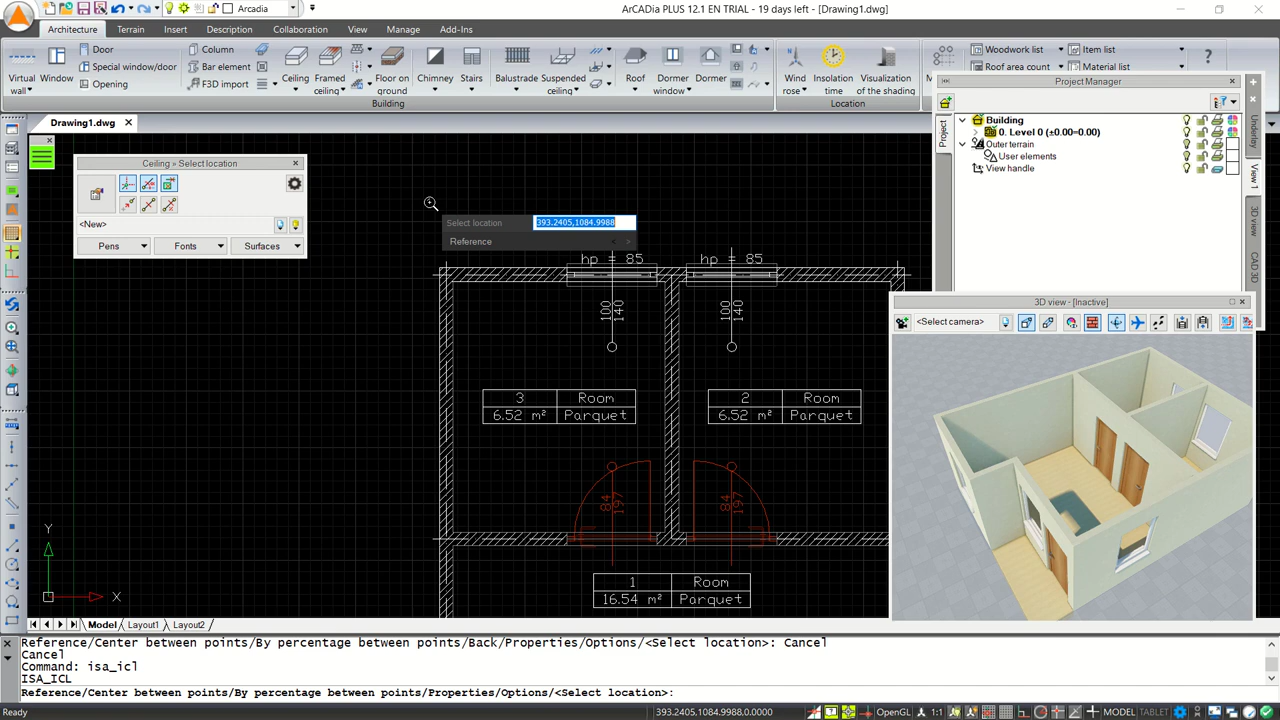 Arcadia
ArCADia PLUS 12.1 EN TRIAL - 19 days left - [Drawing1.dwg]
Architecture
Terrain
Insert
Description
Collaboration
View
Manage
Add-Ins
Virtual wall
Window
Door
Special window/door
Opening
Column
Bar element
F3D import
Ceiling
Framed ceiling
Floor on ground
Chimney
Stairs
Balustrade
Suspended ceiling
Roof
Dormer window
Dormer
Wind rose
Insolation time
Visualization of the shading
Woodwork list
Roof area count
Item list
Material list
Building
Location
Drawing1.dwg
Project Manager
Project
Building
0. Level 0 (±0.00=0.00)
Outer terrain
User elements
View handle
Underlay
View 1
3D view
CAD 3D
Ceiling » Select location
<New>
Pens
Fonts
Surfaces
Select location
393.2405,1084.9988
Reference
hp = 85
hp = 85
100
140
100
140
3 Room
6.52 m² Parquet
2 Room
6.52 m² Parquet
84
197
84
197
1 Room
16.54 m² Parquet
3D view - [Inactive]
<Select camera>
Y
X
Model
Layout1
Layout2
Reference/Center between points/By percentage between points/Back/Properties/Options/<Select location>: Cancel
Cancel
Command: isa_icl
ISA_ICL
Reference/Center between points/By percentage between points/Properties/Options/<Select location>:
Ready
393.2405,1084.9988,0.0000
OpenGL
1:1
MODEL
TABLET